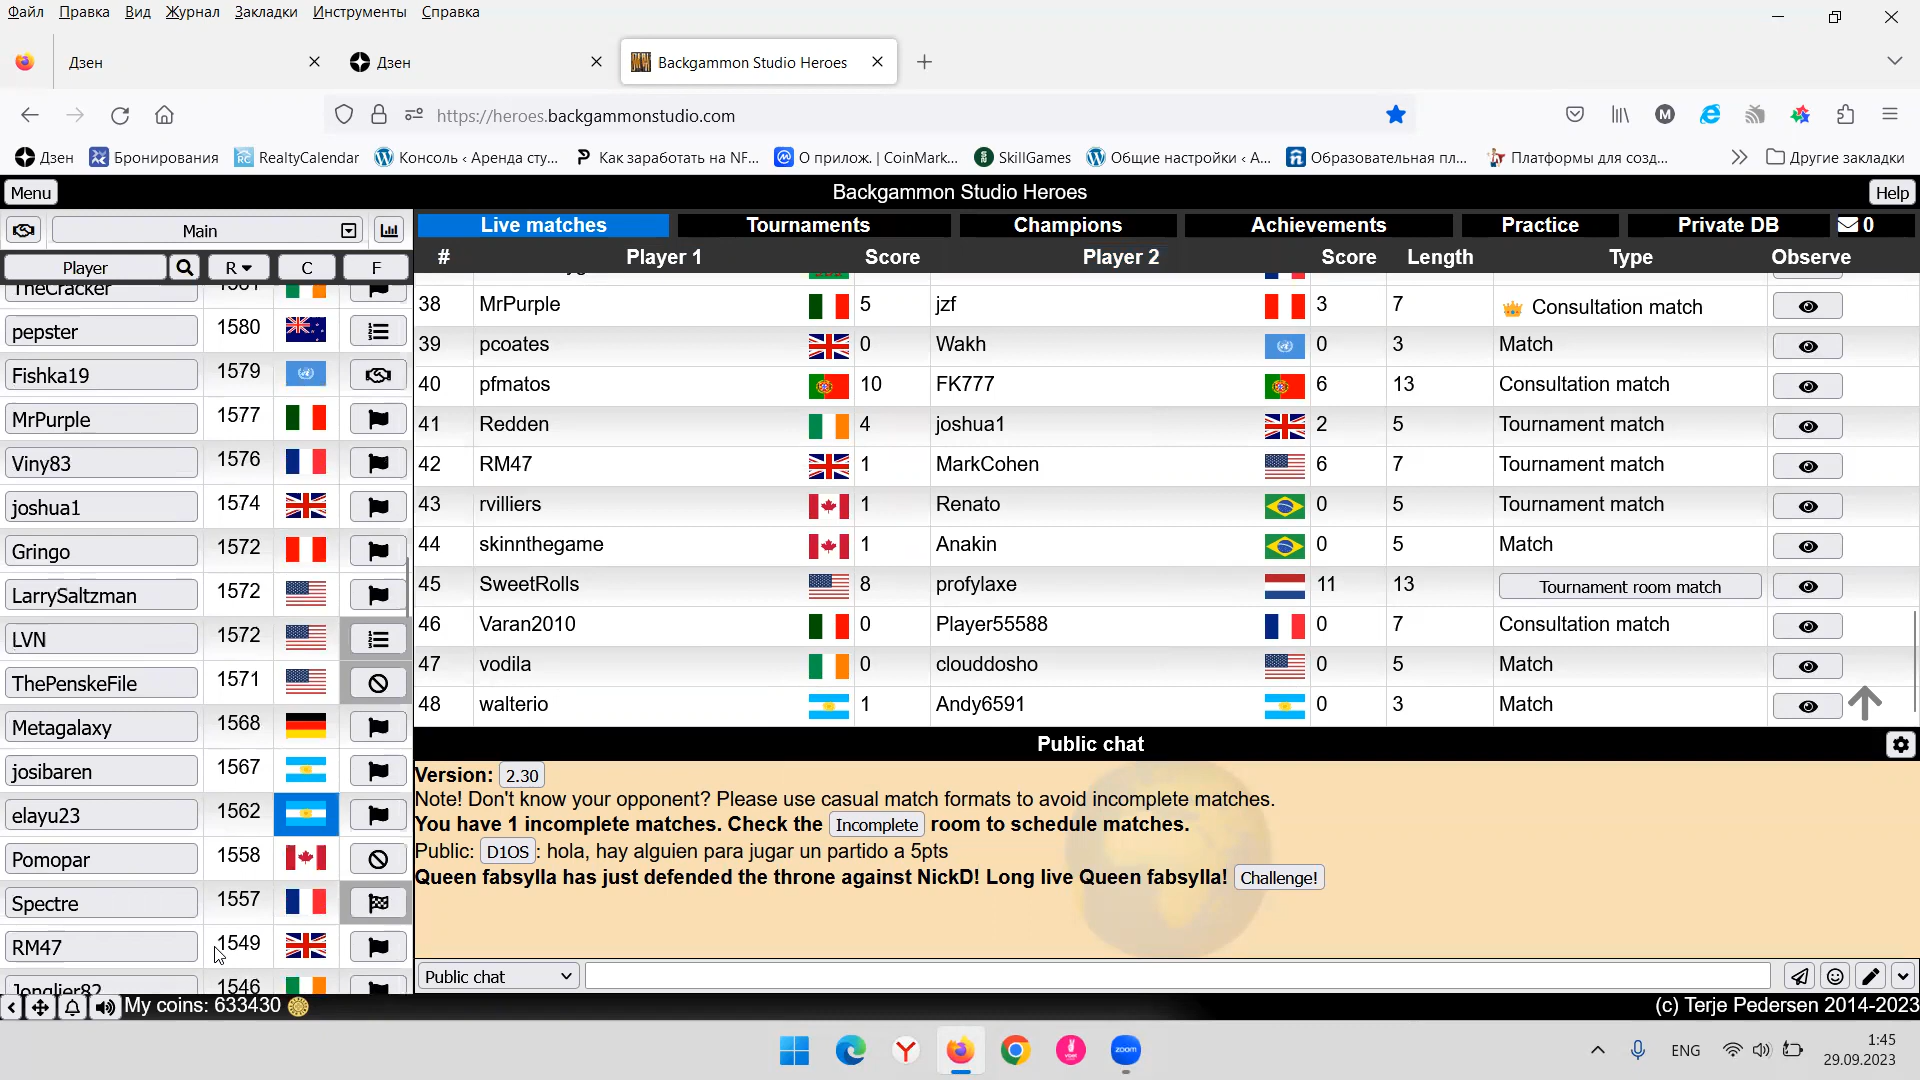 Файл Правка Вид Журнал Закладки Инструменты Справка
Дзен
Дзен
Backgammon Studio Heroes
https://heroes.backgammonstudio.com
Дзен Бронирования RealtyCalendar Консоль ‹ Аренда сту... Как заработать на NF... О прилож. | CoinMark... SkillGames Общие настройки ‹ А... Образовательная пл... Платформы для созд... Другие закладки
Menu Backgammon Studio Heroes Help
Main
Live matches Tournaments Champions Achievements Practice Private DB 0
Player R C F
# Player 1 Score Player 2 Score Length Type Observe
TheCracker 1581
pepster 1580
Fishka19 1579
MrPurple 1577
Viny83 1576
joshua1 1574
Gringo 1572
LarrySaltzman 1572
LVN 1572
ThePenskeFile 1571
Metagalaxy 1568
josibaren 1567
elayu23 1562
Pomopar 1558
Spectre 1557
RM47 1549
Jonglier82 1546
38 MrPurple 5 jzf 3 7 Consultation match
39 pcoates 0 Wakh 0 3 Match
40 pfmatos 10 FK777 6 13 Consultation match
41 Redden 4 joshua1 2 5 Tournament match
42 RM47 1 MarkCohen 6 7 Tournament match
43 rvilliers 1 Renato 0 5 Tournament match
44 skinnthegame 1 Anakin 0 5 Match
45 SweetRolls 8 profylaxe 11 13 Tournament room match
46 Varan2010 0 Player55588 0 7 Consultation match
47 vodila 0 clouddosho 0 5 Match
48 walterio 1 Andy6591 0 3 Match
Public chat
Version: 2.30
Note! Don't know your opponent? Please use casual match formats to avoid incomplete matches.
You have 1 incomplete matches. Check the Incomplete room to schedule matches.
Public: D1OS : hola, hay alguien para jugar un partido a 5pts
Queen fabsylla has just defended the throne against NickD! Long live Queen fabsylla! Challenge!
Public chat
My coins: 633430
(c) Terje Pedersen 2014-2023
zoom
ENG
1:45
29.09.2023